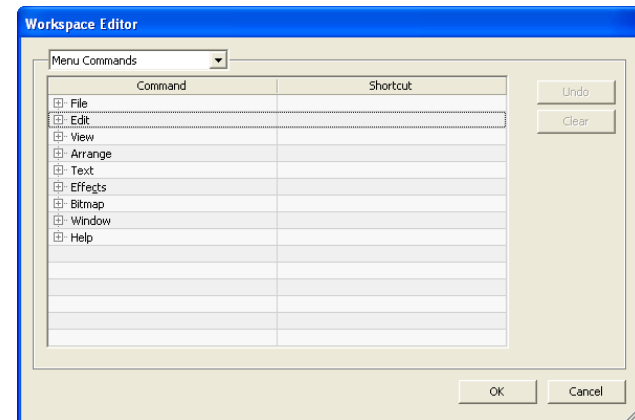 Workspace Editor
Menu Commands
Command Shortcut
File
Edit
View
Arrange
Text
Effects
Bitmap
Window
Help
Undo
Clear
OK Cancel